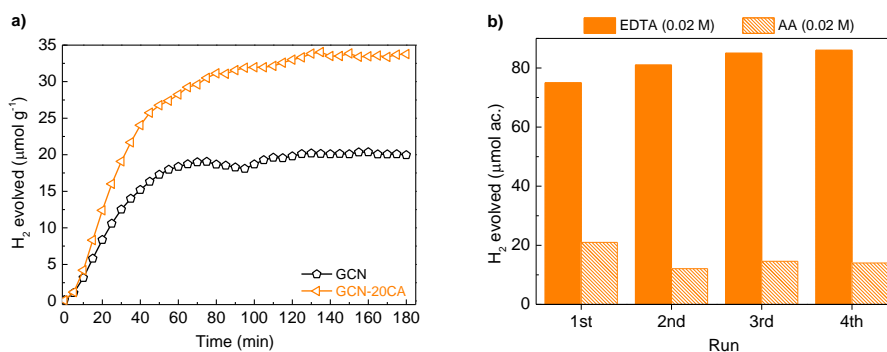 a)
H2 evolved (μmol g-1)
35
30
25
20
15
10
5
0
0 20 40 60 80 100 120 140 160 180
Time (min)
GCN
GCN-20CA
b)
EDTA (0.02 M) AA (0.02 M)
H2 evolved (μmol ac.)
80
60
40
20
0
1st 2nd 3rd 4th
Run